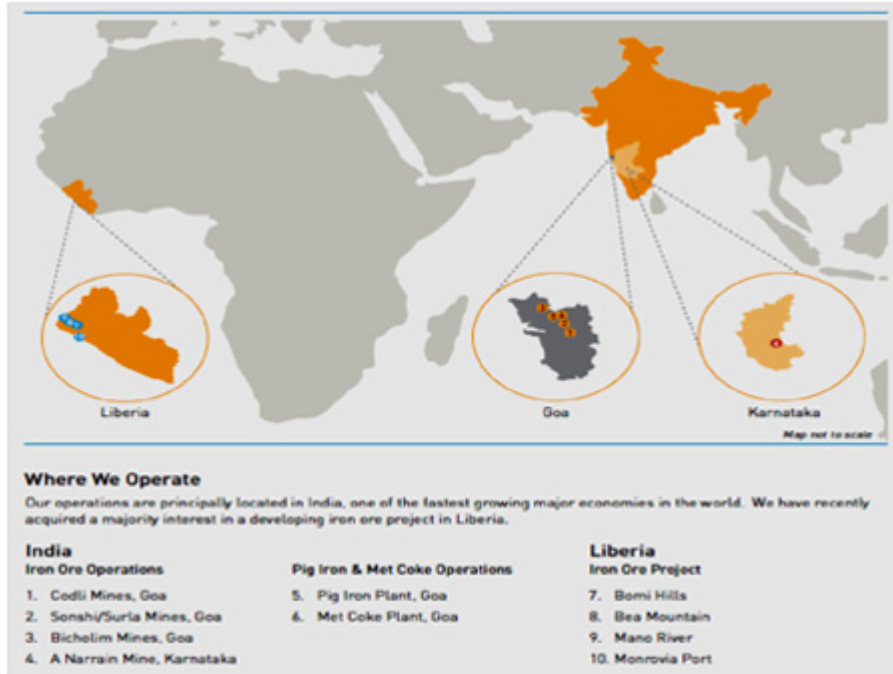 Liberia
Goa
Karnataka
Map not to scale
Where We Operate
Our operations are principally located in India, one of the fastest growing major economies in the world. We have recently
acquired a majority interest in a developing iron ore project in Liberia.
India
Iron Ore Operations
1. Codli Mines, Goa
2. Sonshi/Surla Mines, Goa
3. Bicholim Mines, Goa
4. A Narrain Mine, Karnataka
Pig Iron & Met Coke Operations
5. Pig Iron Plant, Goa
6. Met Coke Plant, Goa
Liberia
Iron Ore Project
7. Bomi Hills
8. Bea Mountain
9. Mano River
10. Monrovia Port